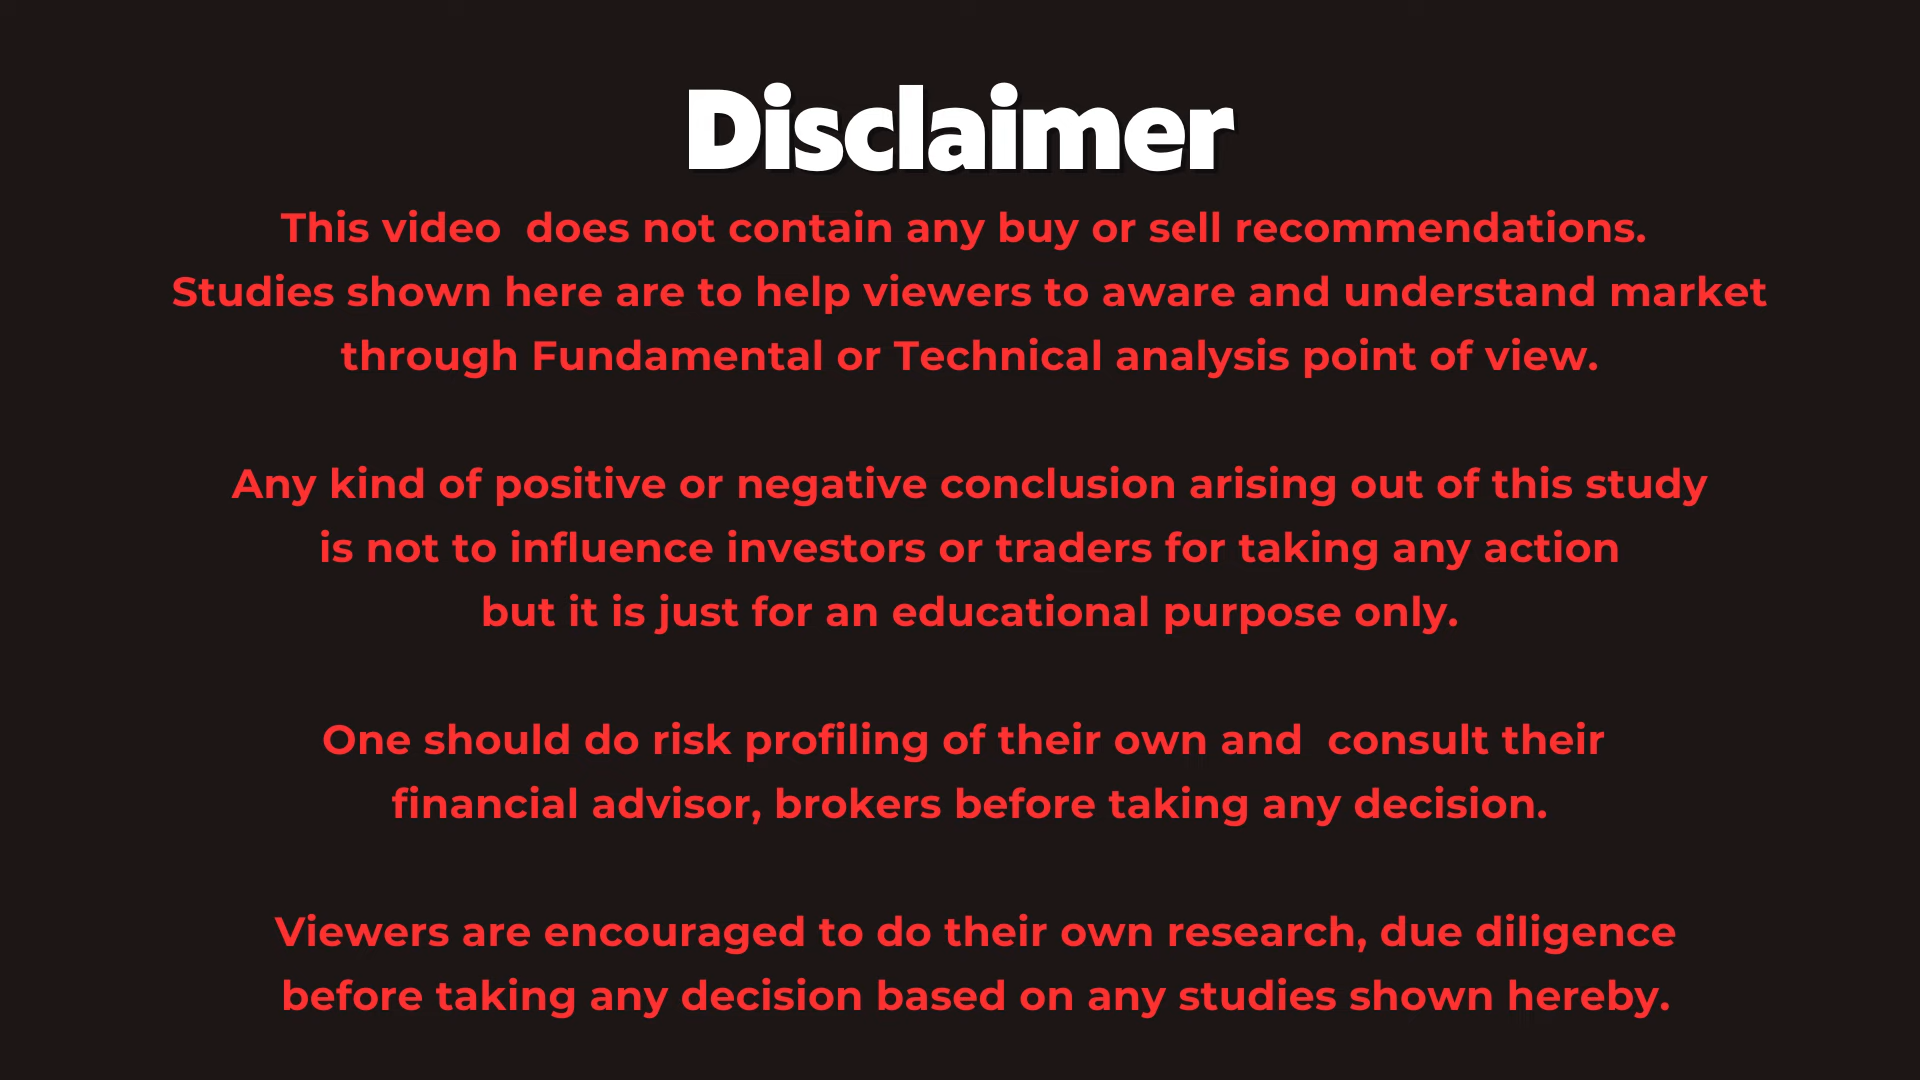 Disclaimer
This video  does not contain any buy or sell recommendations.
Studies shown here are to help viewers to aware and understand market
through Fundamental or Technical analysis point of view.
Any kind of positive or negative conclusion arising out of this study
is not to influence investors or traders for taking any action
but it is just for an educational purpose only.
One should do risk profiling of their own and  consult their
financial advisor, brokers before taking any decision.
Viewers are encouraged to do their own research, due diligence
before taking any decision based on any studies shown hereby.